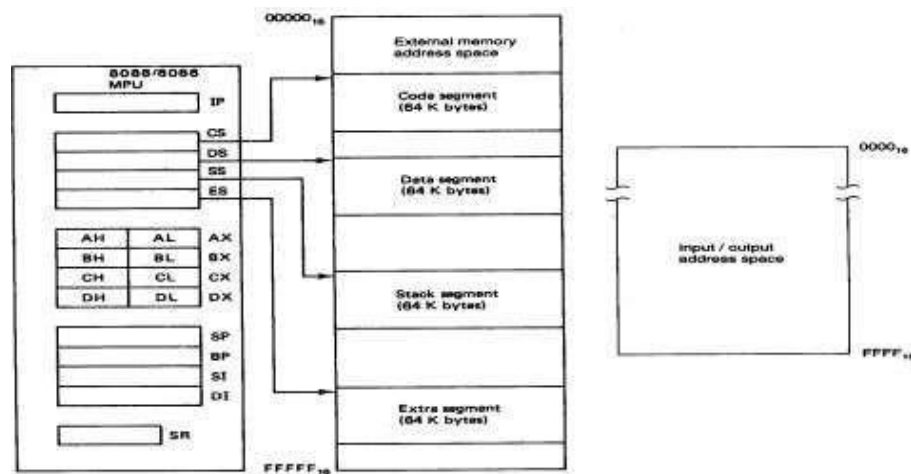 8088/8086
MPU
IP
CS
DS
SS
ES
AH AL AX
BH BL BX
CH CL CX
DH DL DX
SP
BP
SI
DI
SR
00000₁₆
External memory
address space
Code segment
(64 K bytes)
Data segment
(64 K bytes)
Stack segment
(64 K bytes)
Extra segment
(64 K bytes)
FFFFF₁₆
0000₁₆
Input / output
address space
FFFF₁₆